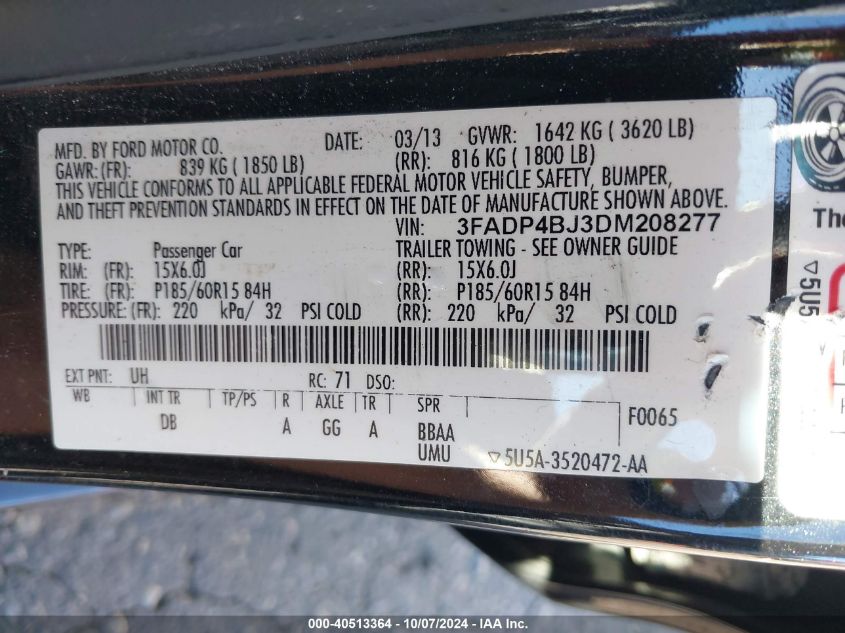 MFD. BY FORD MOTOR CO.
DATE: 03/13 GVWR: 1642 KG ( 3620 LB)
GAWR:(FR): 839 KG ( 1850 LB) (RR): 816 KG ( 1800 LB)
THIS VEHICLE CONFORMS TO ALL APPLICABLE FEDERAL MOTOR VEHICLE SAFETY, BUMPER,
AND THEFT PREVENTION STANDARDS IN EFFECT ON THE DATE OF MANUFACTURE SHOWN ABOVE.
VIN: 3FADP4BJ3DM208277
TYPE: Passenger Car TRAILER TOWING - SEE OWNER GUIDE
RIM: (FR): 15X6.0J (RR): 15X6.0J
TIRE: (FR): P185/60R15 84H (RR): P185/60R15 84H
PRESSURE: (FR): 220 kPa/ 32 PSI COLD (RR): 220 kPa/ 32 PSI COLD
EXT PNT: UH RC: 71 DSO:
WB INT TR TP/PS R AXLE TR SPR F0065
DB A GG A BBAA
UMU ▽5U5A-3520472-AA
The
▽5U5
000-40513364 - 10/07/2024 - IAA Inc.